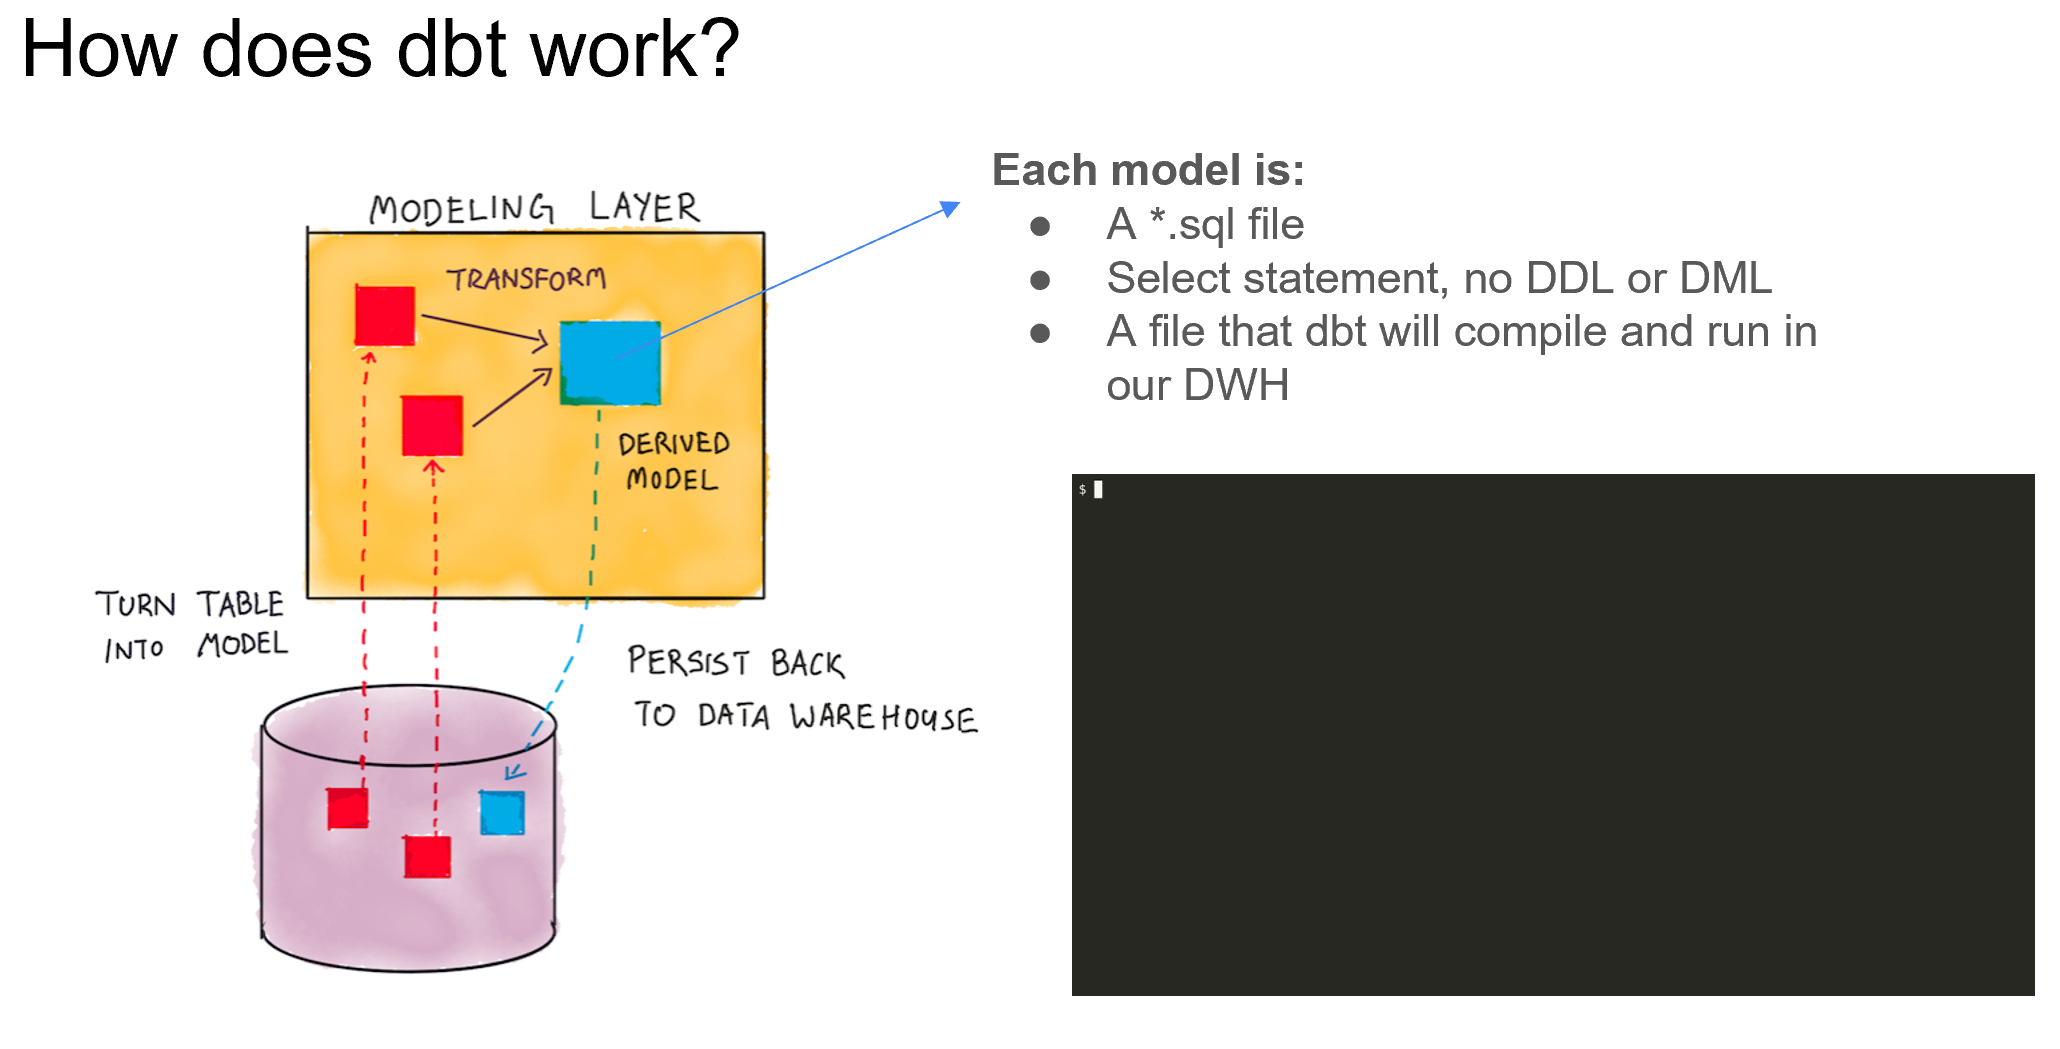 How does dbt work?
MODELING LAYER
TRANSFORM
DERIVED
MODEL
TURN TABLE
INTO MODEL
PERSIST BACK
TO DATA WAREHOUSE
Each model is:
● A *.sql file
● Select statement, no DDL or DML
● A file that dbt will compile and run in
our DWH
$